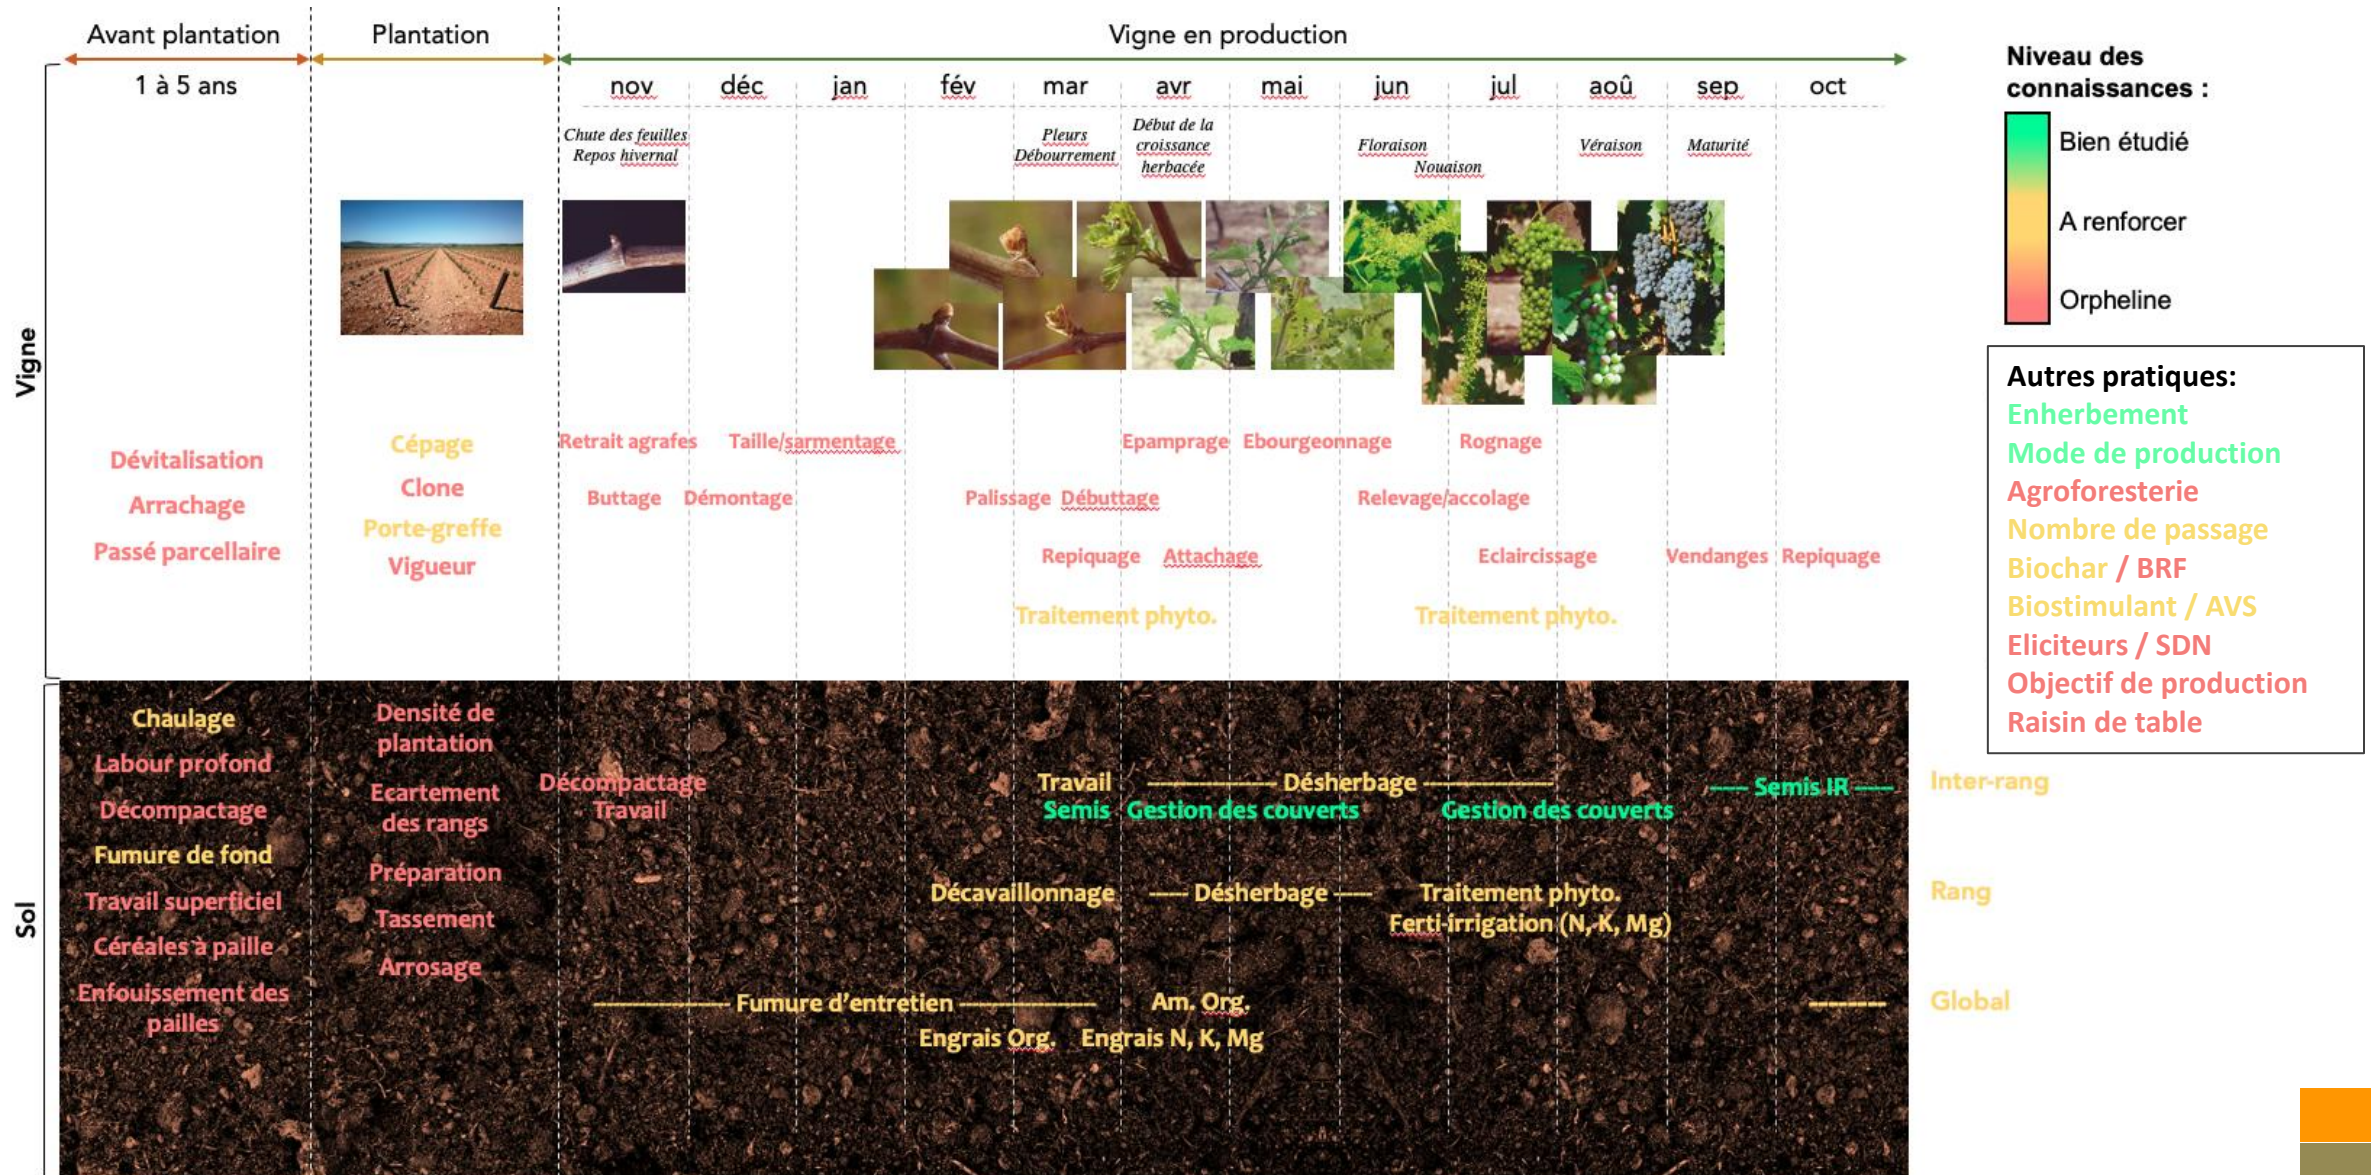 Avant plantation
Plantation
Vigne en production
1 à 5 ans
nov déc jan fév mar avr mai jun jul aoû sep oct
Chute des feuilles
Repos hivernal
Pleurs
Débourrement
Début de la
croissance
herbacée
Floraison
Nouaison
Véraison
Maturité
Vigne
Dévitalisation
Arrachage
Passé parcellaire
Cépage
Clone
Porte-greffe
Vigueur
Retrait agrafes Taille/sarmentage Epamprage Ebourgeonnage Rognage
Buttage Démontage Palissage Débuttage Relevage/accolage
Repiquage Attachage Eclaircissage Vendanges Repiquage
Traitement phyto. Traitement phyto.
Sol
Chaulage
Labour profond
Décompactage
Fumure de fond
Travail superficiel
Céréales à paille
Enfouissement des
pailles
Densité de
plantation
Ecartement
des rangs
Préparation
Tassement
Arrosage
Décompactage
Travail
Travail ---- Désherbage ----
Semis Gestion des couverts Gestion des couverts
---- Semis IR ----
Inter-rang
Décavaillonnage ---- Désherbage ---- Traitement phyto.
Ferti-irrigation (N, K, Mg)
Rang
---- Fumure d'entretien ---- Am. Org. ----
Engrais Org. Engrais N, K, Mg
Global
Niveau des
connaissances :
Bien étudié
A renforcer
Orpheline
Autres pratiques:
Enherbement
Mode de production
Agroforesterie
Nombre de passage
Biochar / BRF
Biostimulant / AVS
Eliciteurs / SDN
Objectif de production
Raisin de table